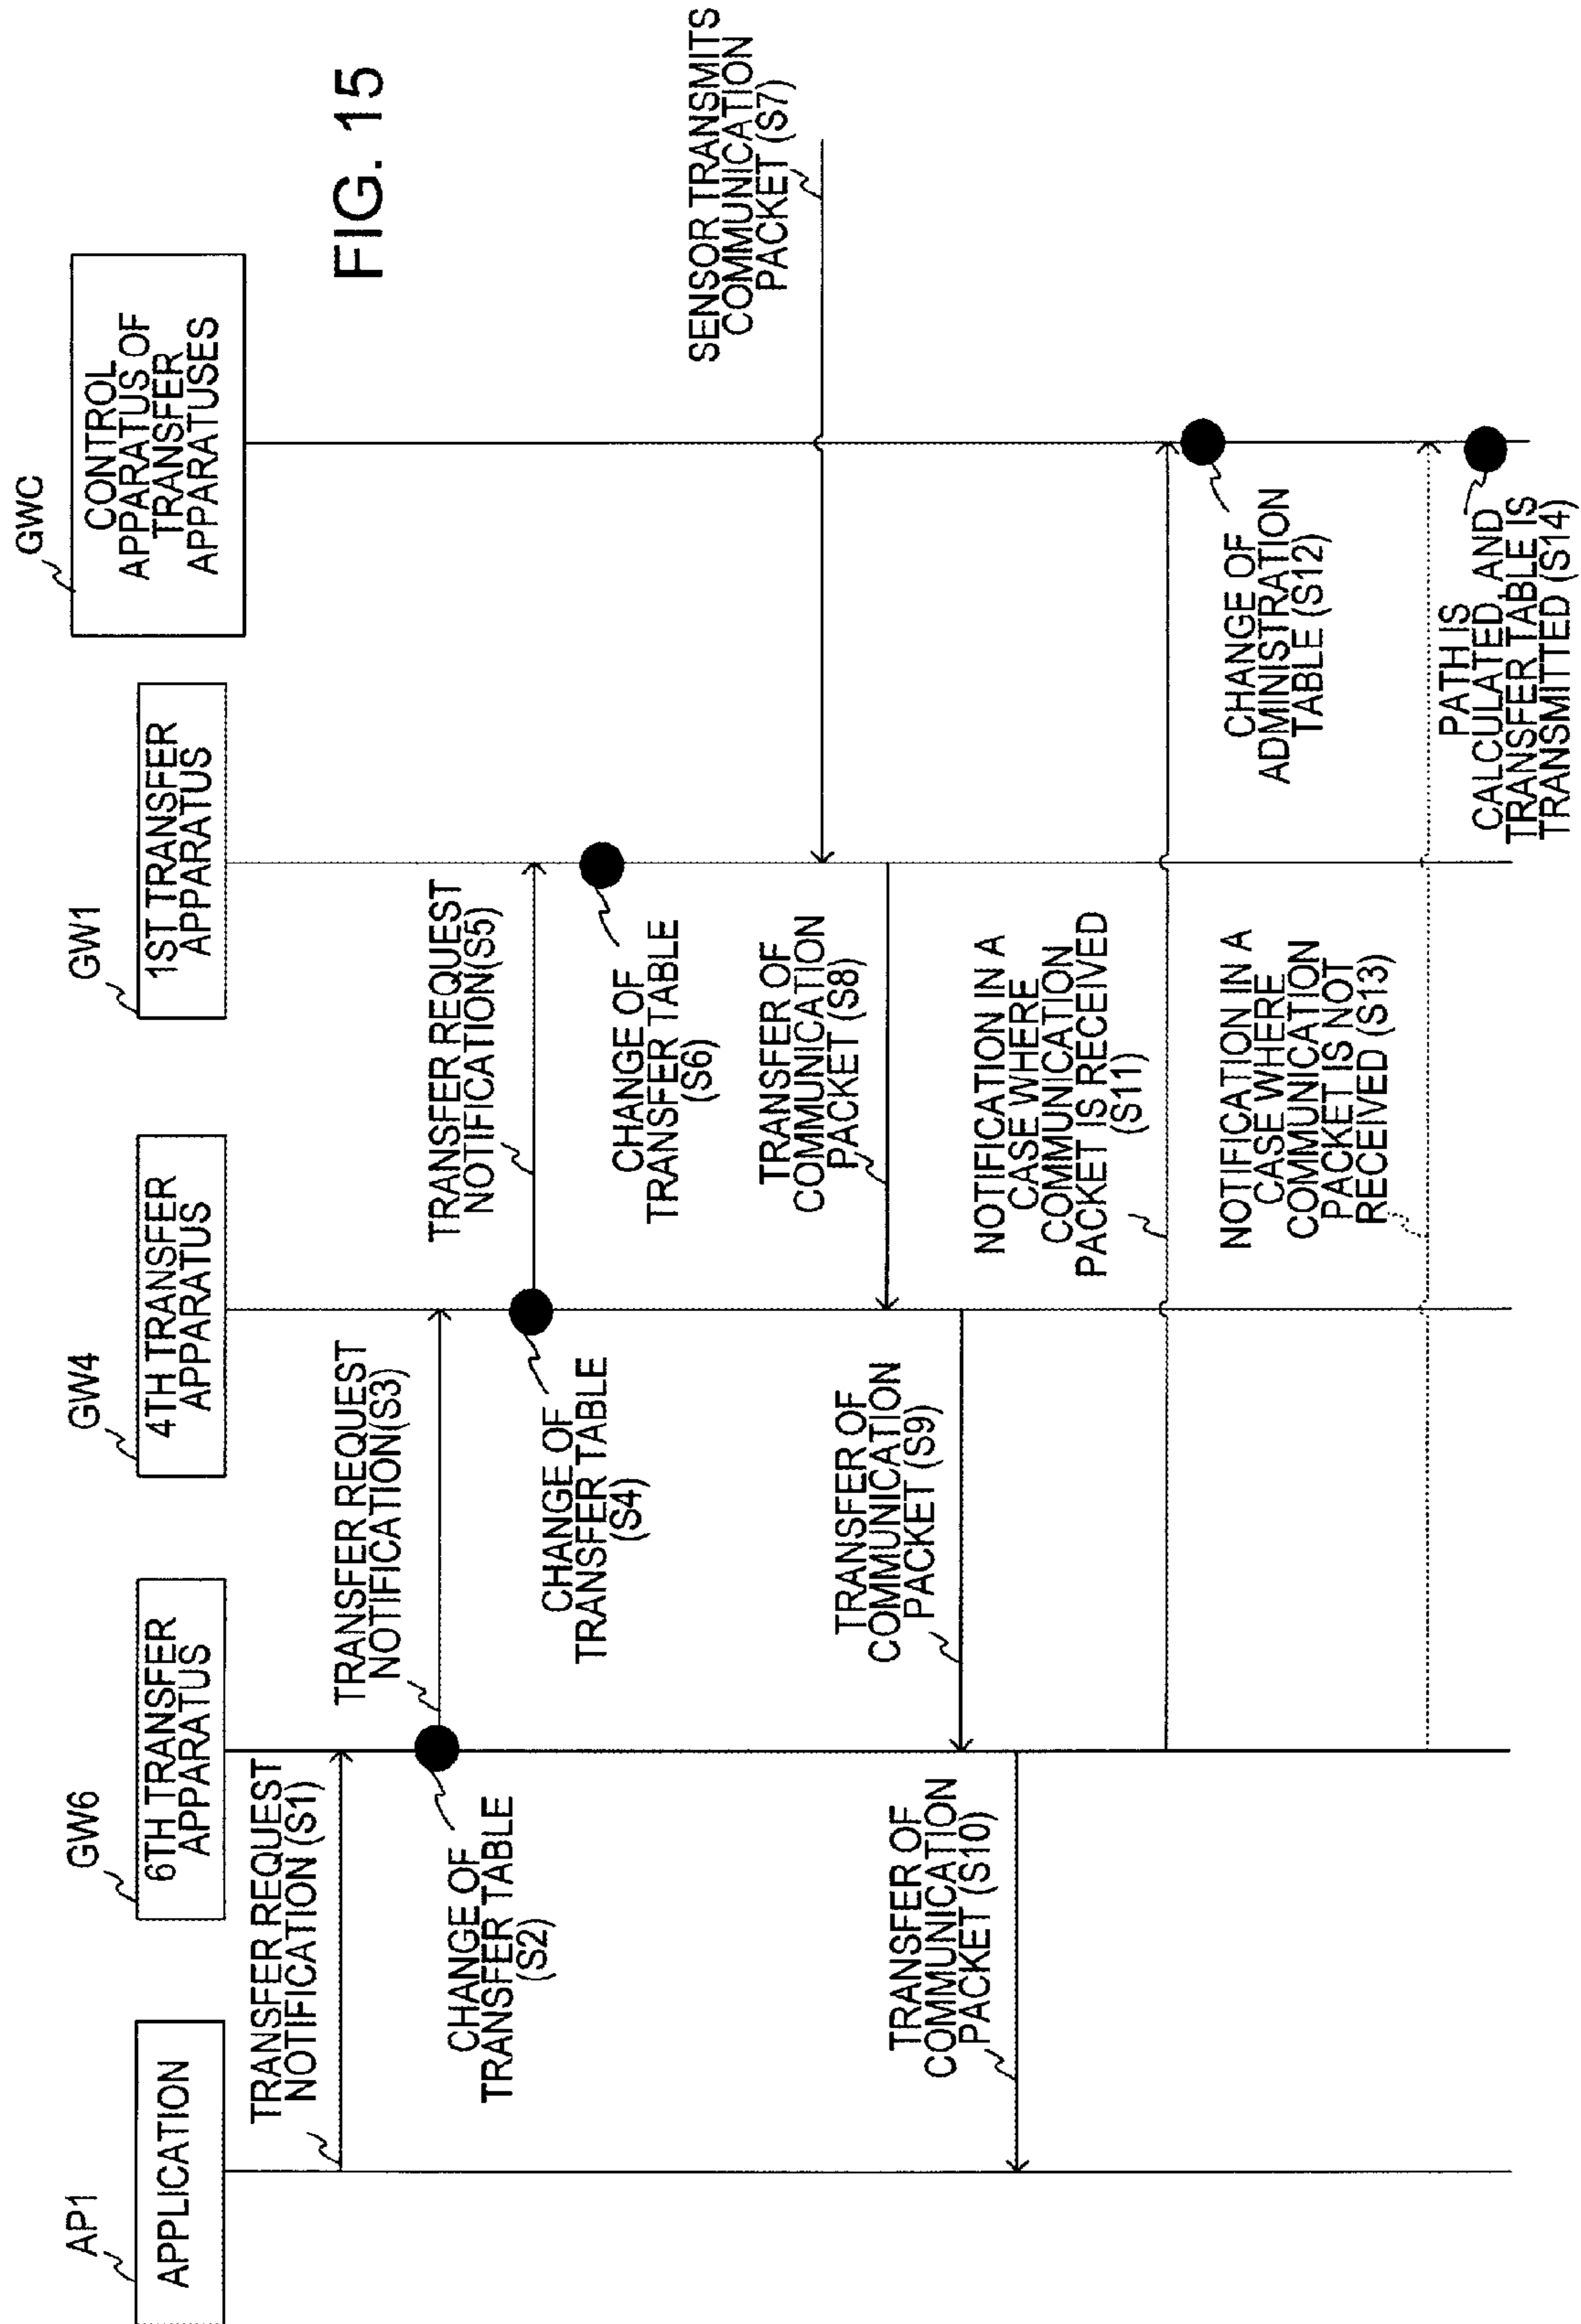 FIG. 15
AP1
APPLICATION
GW6
6TH TRANSFER
APPARATUS
GW4
4TH TRANSFER
APPARATUS
GW1
1ST TRANSFER
APPARATUS
GWC
CONTROL
APPARATUS OF
TRANSFER
APPARATUSES
TRANSFER REQUEST
NOTIFICATION (S1)
CHANGE OF
TRANSFER TABLE
(S2)
TRANSFER REQUEST
NOTIFICATION(S3)
CHANGE OF
TRANSFER TABLE
(S4)
TRANSFER REQUEST
NOTIFICATION(S5)
CHANGE OF
TRANSFER TABLE
(S6)
SENSOR TRANSMITS
COMMUNICATION
PACKET (S7)
TRANSFER OF
COMMUNICATION
PACKET (S8)
TRANSFER OF
COMMUNICATION
PACKET (S9)
TRANSFER OF
COMMUNICATION
PACKET (S10)
NOTIFICATION IN A
CASE WHERE
COMMUNICATION
PACKET IS RECEIVED
(S11)
CHANGE OF
ADMINISTRATION
TABLE (S12)
NOTIFICATION IN A
CASE WHERE
COMMUNICATION
PACKET IS NOT
RECEIVED (S13)
PATH IS
CALCULATED, AND
TRANSFER TABLE IS
TRANSMITTED (S14)